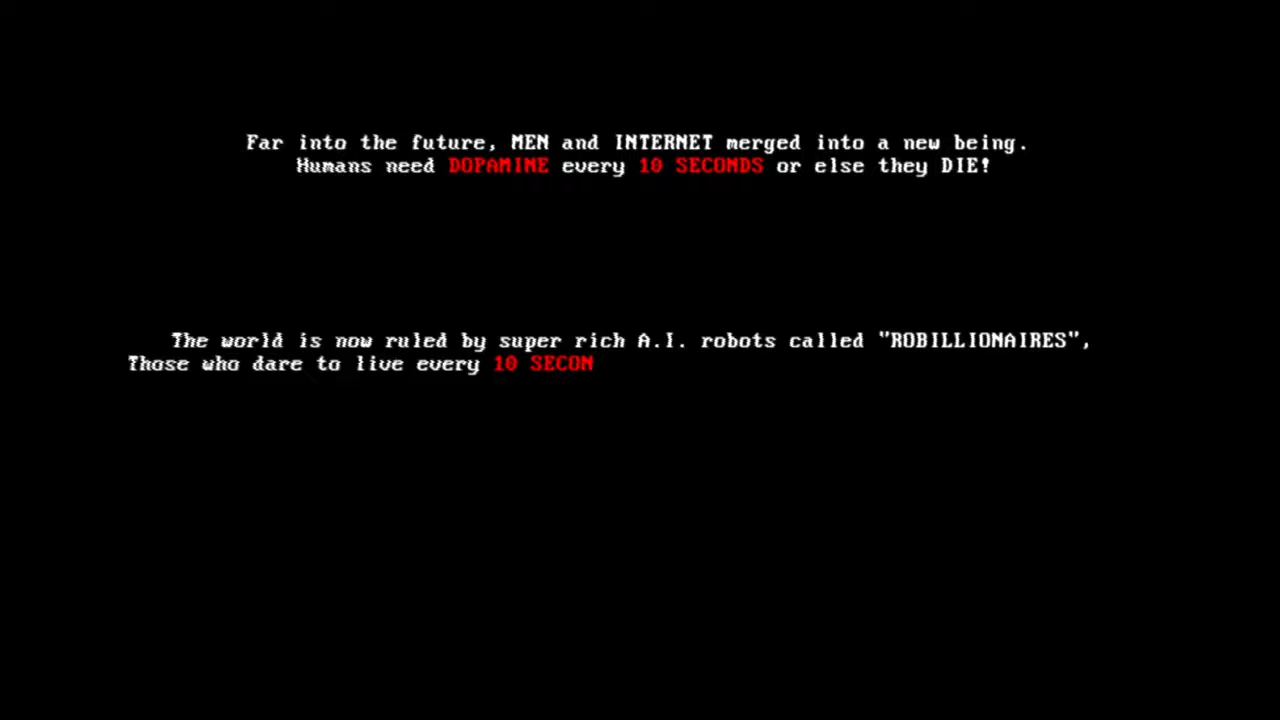 Far into the future, MEN and INTERNET merged into a new being.
Humans need DOPAMINE every 10 SECONDS or else they DIE!
The world is now ruled by super rich A.I. robots called "ROBILLIONAIRES",
Those who dare to live every 10 SECON